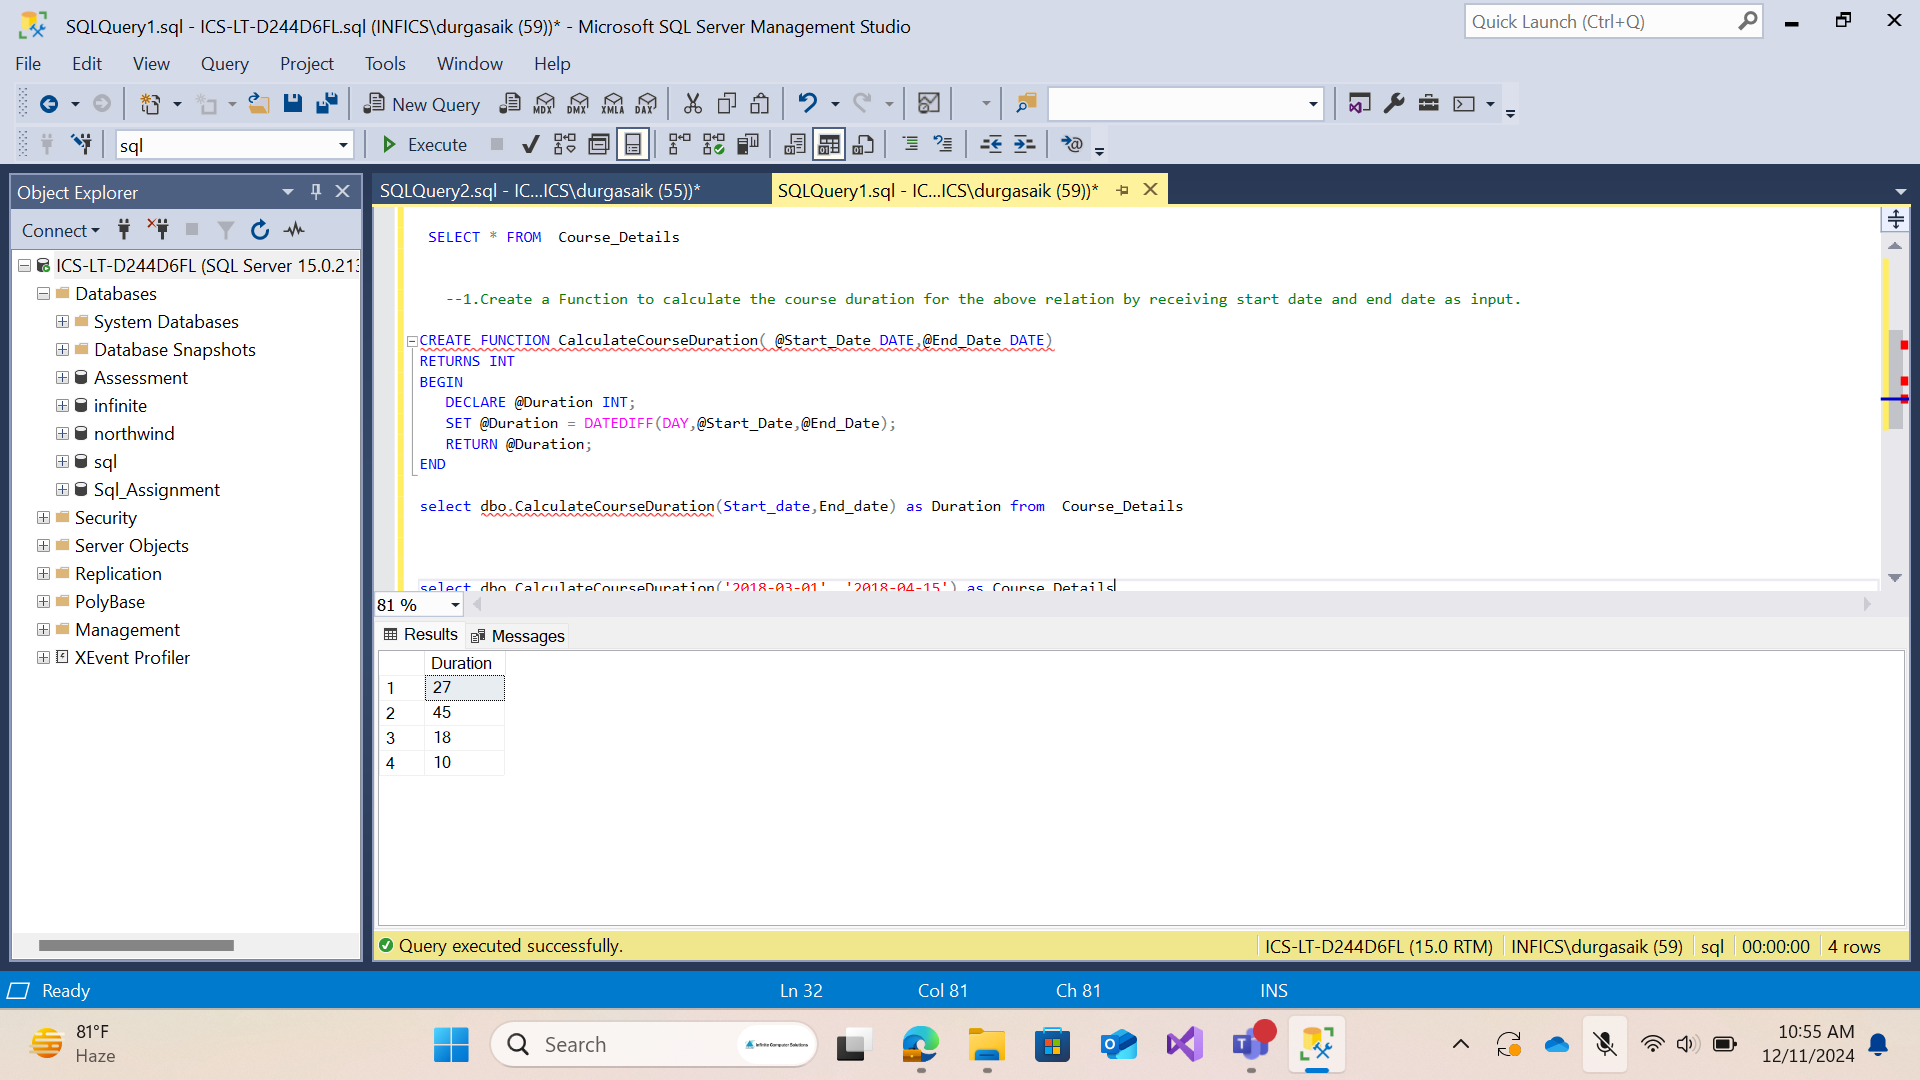 SQLQuery1.sql - ICS-LT-D244D6FL.sql (INFICS\durgasaik (59))* - Microsoft SQL Server Management Studio
Quick Launch (Ctrl+Q)
File Edit View Query Project Tools Window Help
New Query MDX DMX XMLA DAX
sql Execute
Object Explorer
SQLQuery2.sql - IC...ICS\durgasaik (55))*
SQLQuery1.sql - IC...ICS\durgasaik (59))*
Connect
ICS-LT-D244D6FL (SQL Server 15.0.213
Databases
System Databases
Database Snapshots
Assessment
infinite
northwind
sql
Sql_Assignment
Security
Server Objects
Replication
PolyBase
Management
XEvent Profiler
SELECT * FROM  Course_Details
--1.Create a Function to calculate the course duration for the above relation by receiving start date and end date as input.
CREATE FUNCTION CalculateCourseDuration( @Start_Date DATE,@End_Date DATE)
RETURNS INT
BEGIN
DECLARE @Duration INT;
SET @Duration = DATEDIFF(DAY,@Start_Date,@End_Date);
RETURN @Duration;
END
select dbo.CalculateCourseDuration(Start_date,End_date) as Duration from  Course_Details
select dbo.CalculateCourseDuration('2018-03-01', '2018-04-15') as Course_Details
81 %
Results Messages
Duration
1 27
2 45
3 18
4 10
Query executed successfully.
ICS-LT-D244D6FL (15.0 RTM) INFICS\durgasaik (59) sql 00:00:00 4 rows
Ready Ln 32 Col 81 Ch 81 INS
81°F
Haze
Search
Infinite Computer Solutions
10:55 AM
12/11/2024